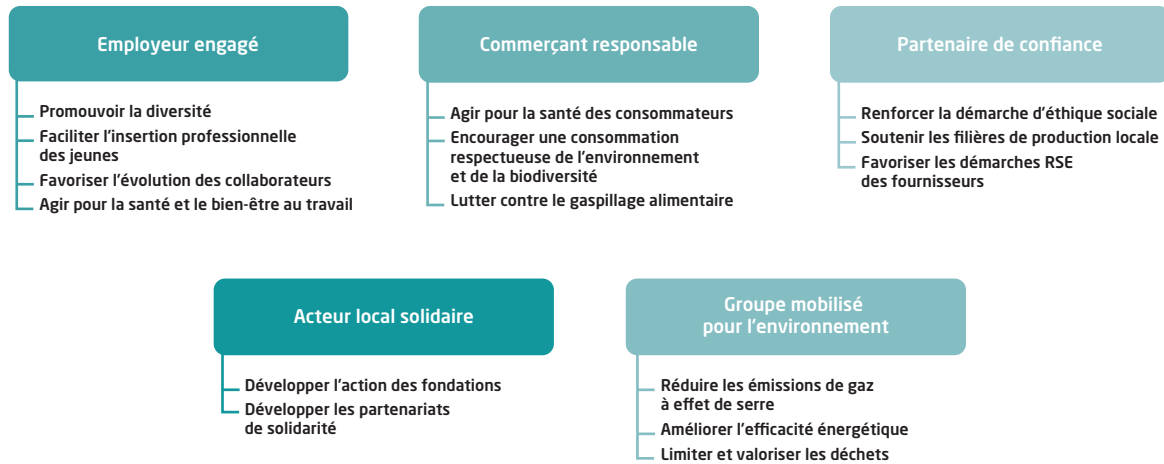 Employeur engagé
Promouvoir la diversité
Faciliter l'insertion professionnelle
des jeunes
Favoriser l'évolution des collaborateurs
Agir pour la santé et le bien-être au travail
Commerçant responsable
Agir pour la santé des consommateurs
Encourager une consommation
respectueuse de l'environnement
et de la biodiversité
Lutter contre le gaspillage alimentaire
Partenaire de confiance
Renforcer la démarche d'éthique sociale
Soutenir les filières de production locale
Favoriser les démarches RSE
des fournisseurs
Acteur local solidaire
Développer l'action des fondations
Développer les partenariats
de solidarité
Groupe mobilisé
pour l'environnement
Réduire les émissions de gaz
à effet de serre
Améliorer l'efficacité énergétique
Limiter et valoriser les déchets